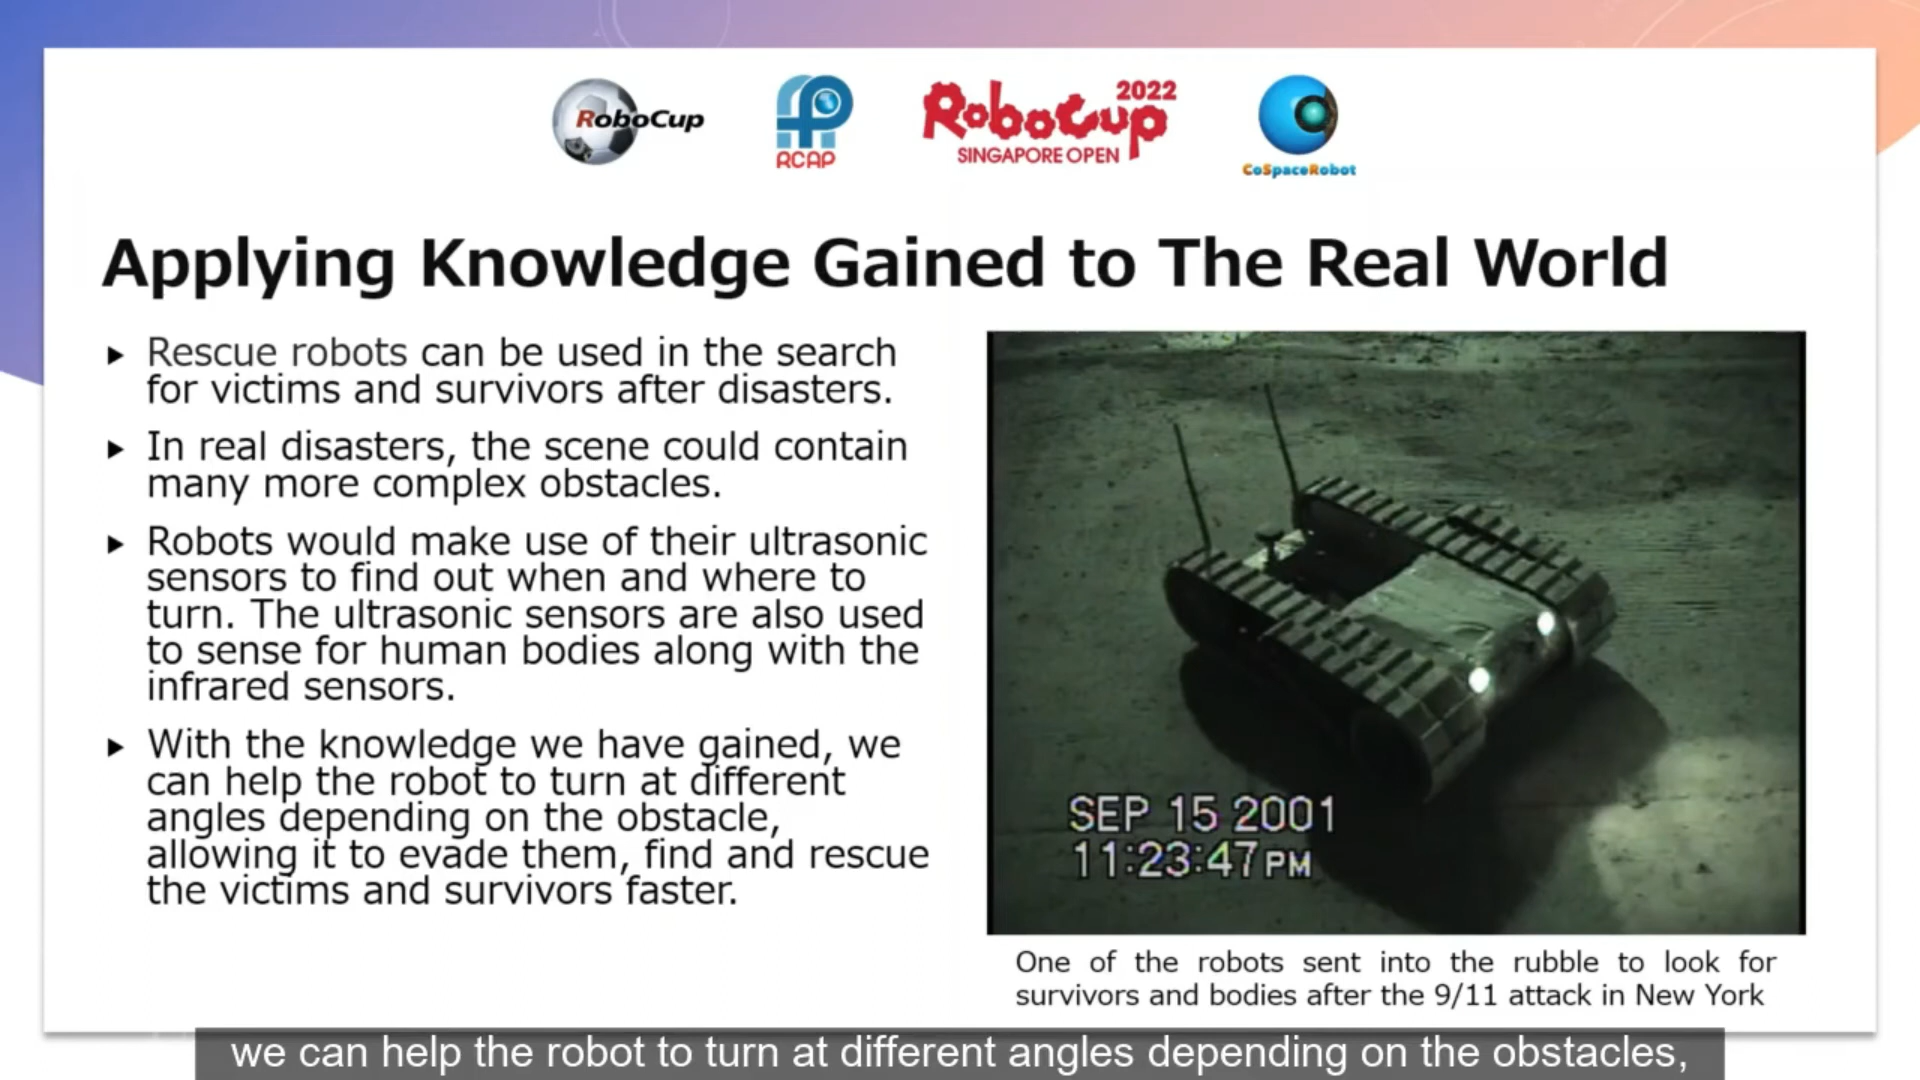 RoboCup
RCAP
RoboCup 2022
SINGAPORE OPEN
CoSpaceRobot
Applying Knowledge Gained to The Real World
Rescue robots can be used in the search
for victims and survivors after disasters.
In real disasters, the scene could contain
many more complex obstacles.
Robots would make use of their ultrasonic
sensors to find out when and where to
turn. The ultrasonic sensors are also used
to sense for human bodies along with the
infrared sensors.
With the knowledge we have gained, we
can help the robot to turn at different
angles depending on the obstacle,
allowing it to evade them, find and rescue
the victims and survivors faster.
SEP 15 2001
11:23:47 PM
One of the robots sent into the rubble to look for
survivors and bodies after the 9/11 attack in New York
we can help the robot to turn at different angles depending on the obstacles,